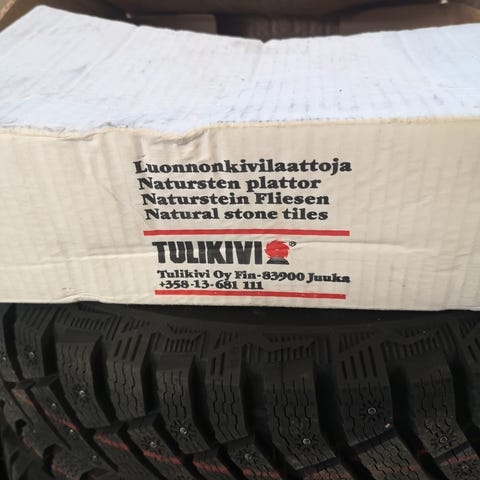 Luonnonkivilaattoja
Natursten plattor
Naturstein Fliesen
Natural stone tiles
TULIKIVI®
Tulikivi Oy Fin-83900 Juuka
+358-13-681 111